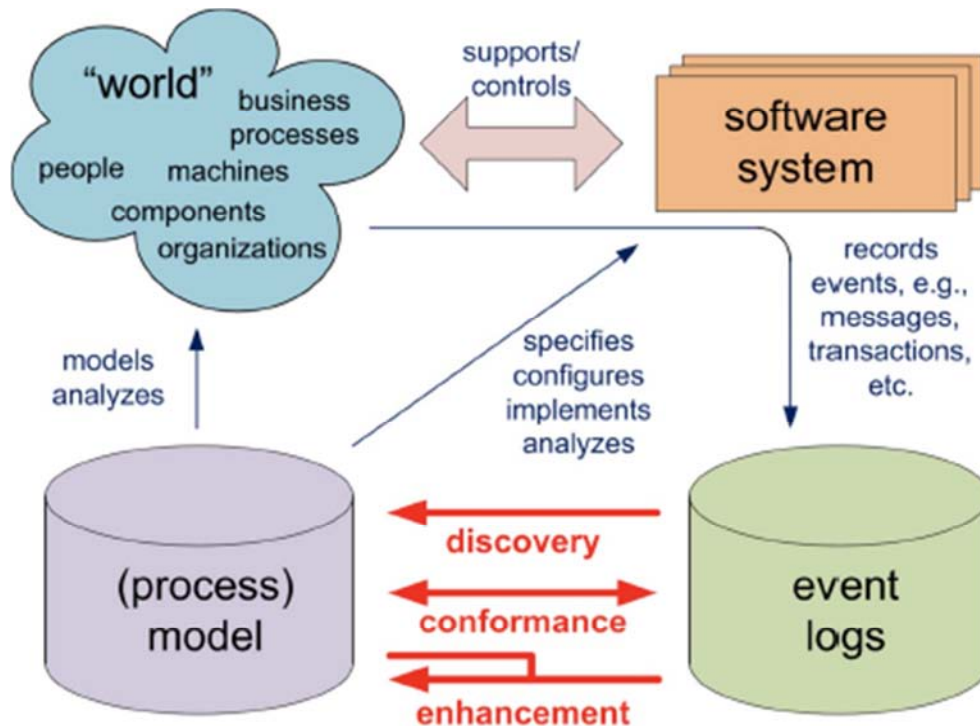 “world”
business
processes
people
machines
components
organizations
supports/
controls
software
system
records
events, e.g.,
messages,
transactions,
etc.
models
analyzes
specifies
configures
implements
analyzes
(process)
model
discovery
conformance
enhancement
event
logs